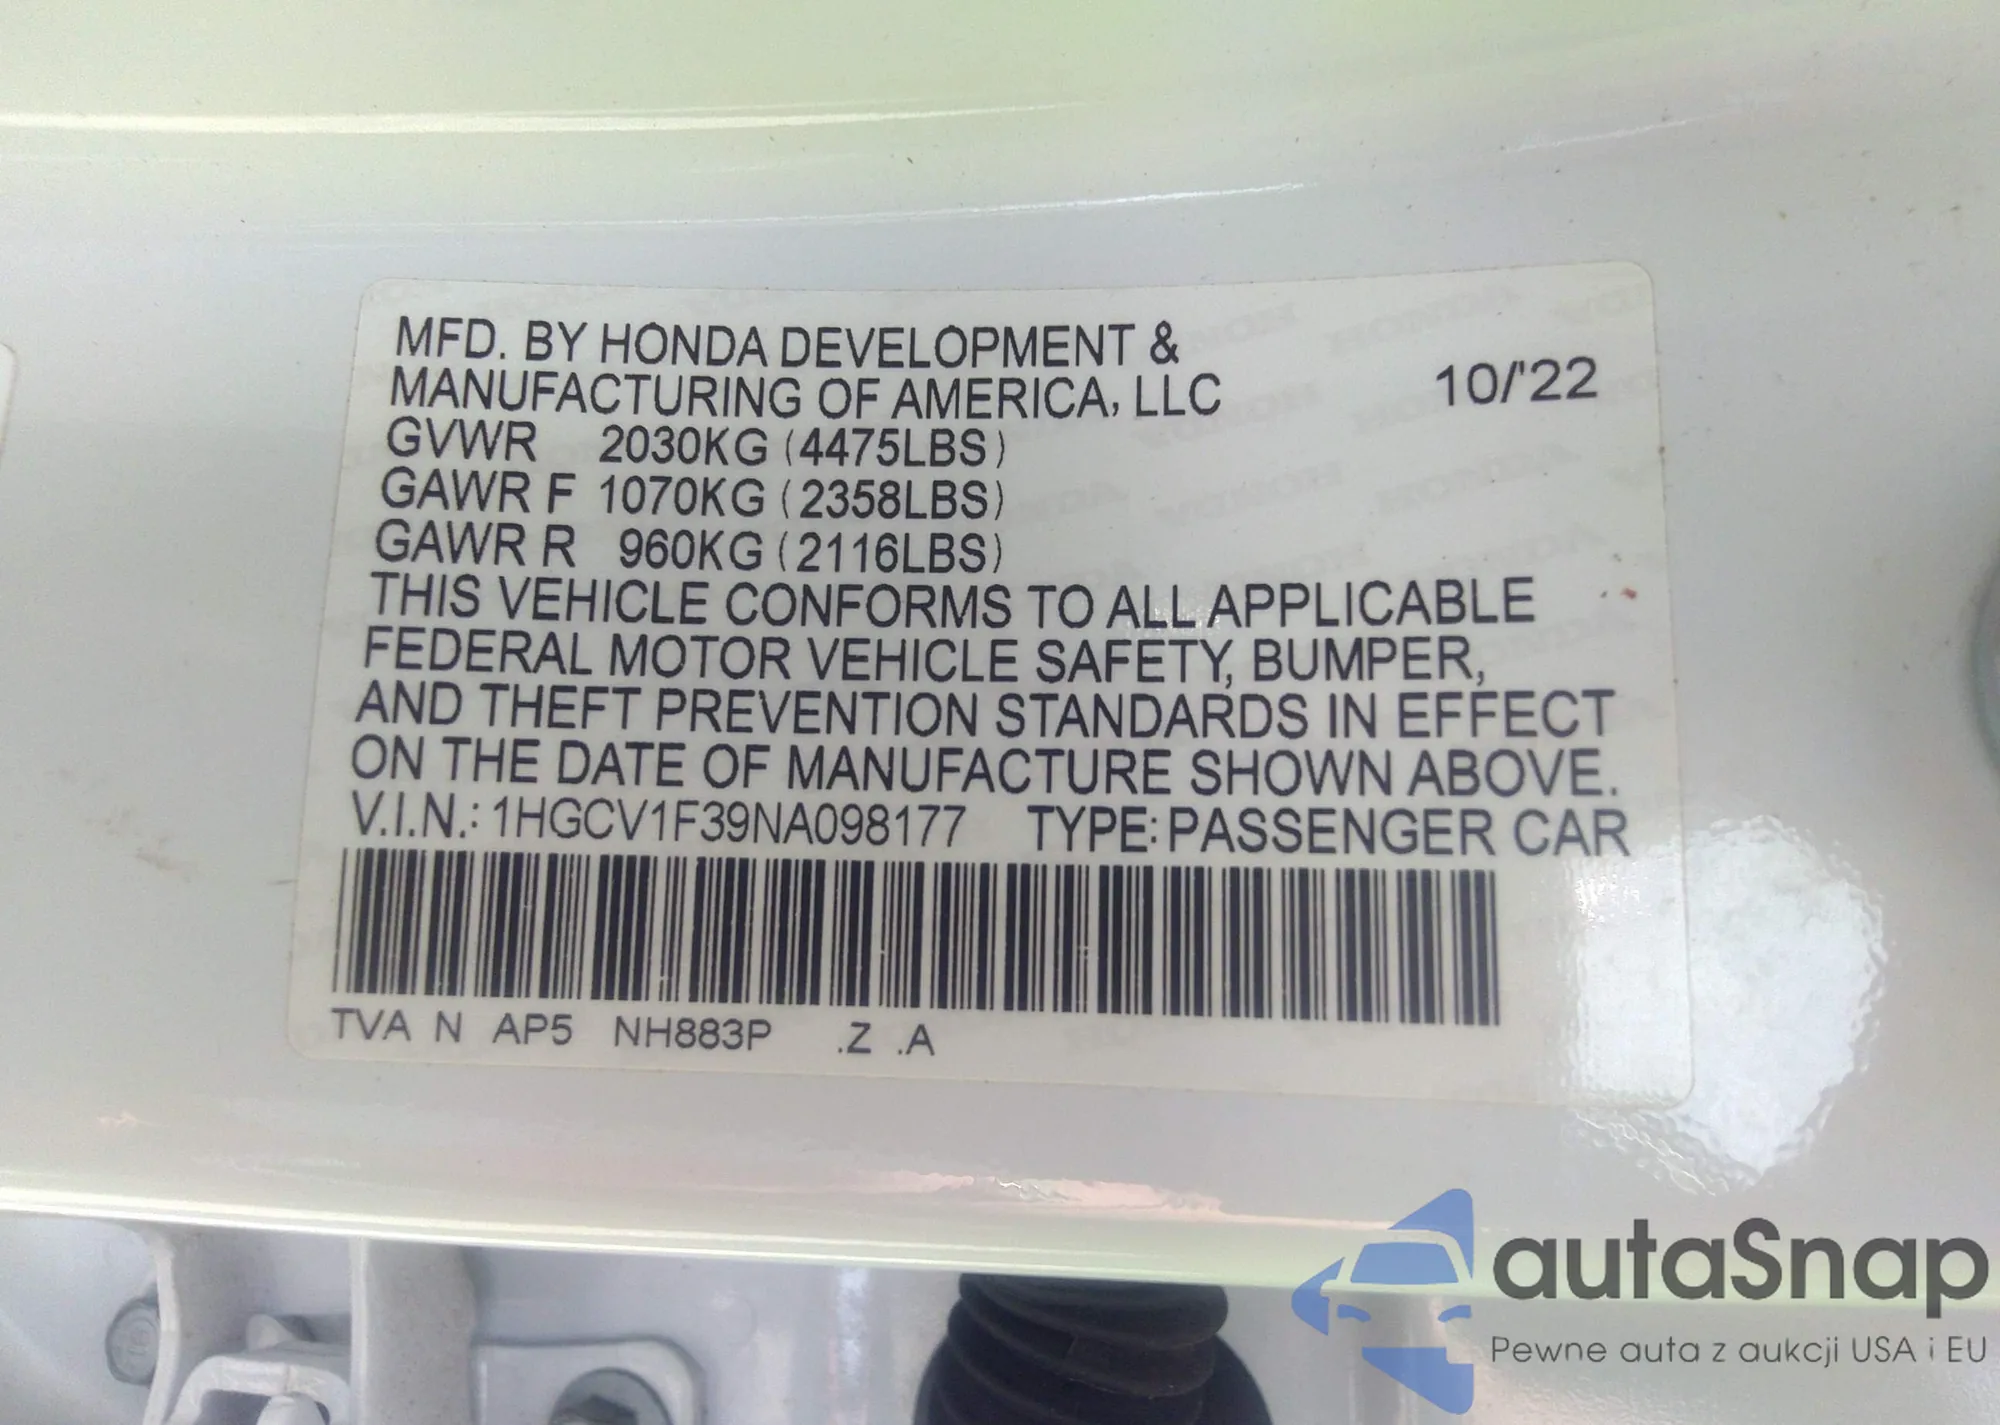 MFD. BY HONDA DEVELOPMENT &
MANUFACTURING OF AMERICA, LLC 10/'22
GVWR 2030KG (4475LBS)
GAWR F 1070KG (2358LBS)
GAWR R 960KG (2116LBS)
THIS VEHICLE CONFORMS TO ALL APPLICABLE
FEDERAL MOTOR VEHICLE SAFETY, BUMPER,
AND THEFT PREVENTION STANDARDS IN EFFECT
ON THE DATE OF MANUFACTURE SHOWN ABOVE.
V.I.N.: 1HGCV1F39NA098177 TYPE: PASSENGER CAR
TVA N AP5 NH883P .Z .A
autaSnap
Pewne auta z aukcji USA i EU